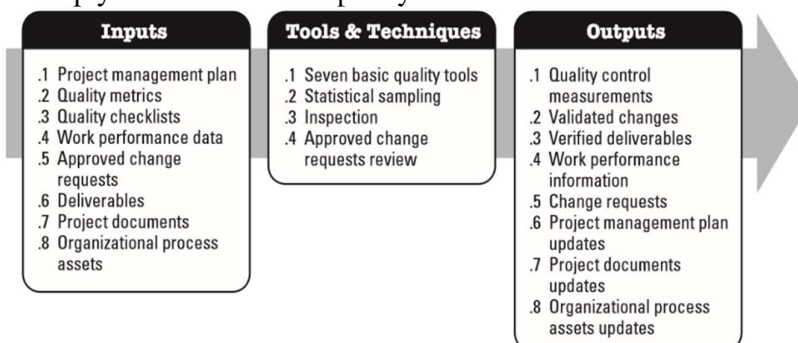 Inputs
.1 Project management plan
.2 Quality metrics
.3 Quality checklists
.4 Work performance data
.5 Approved change
requests
.6 Deliverables
.7 Project documents
.8 Organizational process
assets
Tools & Techniques
.1 Seven basic quality tools
.2 Statistical sampling
.3 Inspection
.4 Approved change
requests review
Outputs
.1 Quality control
measurements
.2 Validated changes
.3 Verified deliverables
.4 Work performance
information
.5 Change requests
.6 Project management plan
updates
.7 Project documents
updates
.8 Organizational process
assets updates